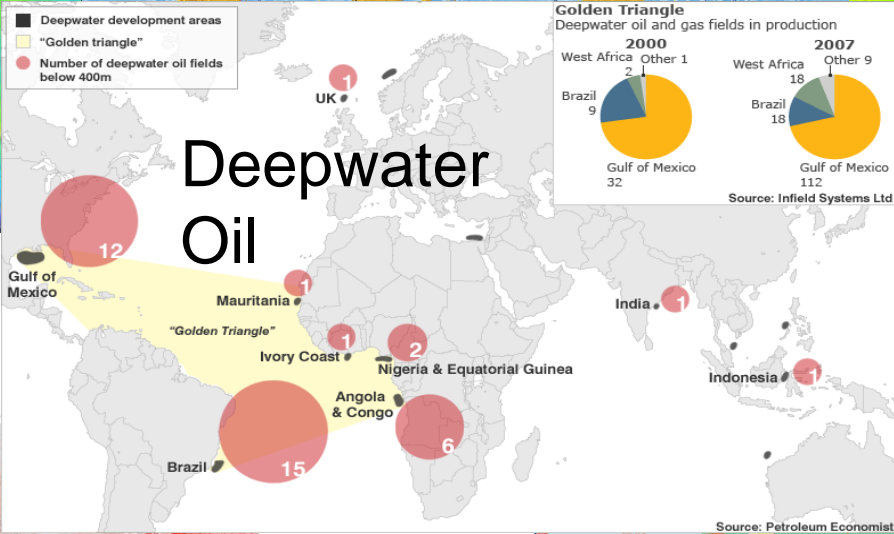 Deepwater development areas
“Golden triangle”
Number of deepwater oil fields
below 400m
Golden Triangle
Deepwater oil and gas fields in production
2000
West Africa
2
Other 1
Brazil
9
Gulf of Mexico
32
2007
West Africa
18
Other 9
Brazil
18
Gulf of Mexico
112
Source: Infield Systems Ltd
Deepwater
Oil
1
UK
12
Gulf of
Mexico
1
Mauritania
“Golden Triangle”
1
Ivory Coast
2
Nigeria & Equatorial Guinea
Angola
& Congo
6
15
Brazil
India
1
Indonesia
1
Source: Petroleum Economist